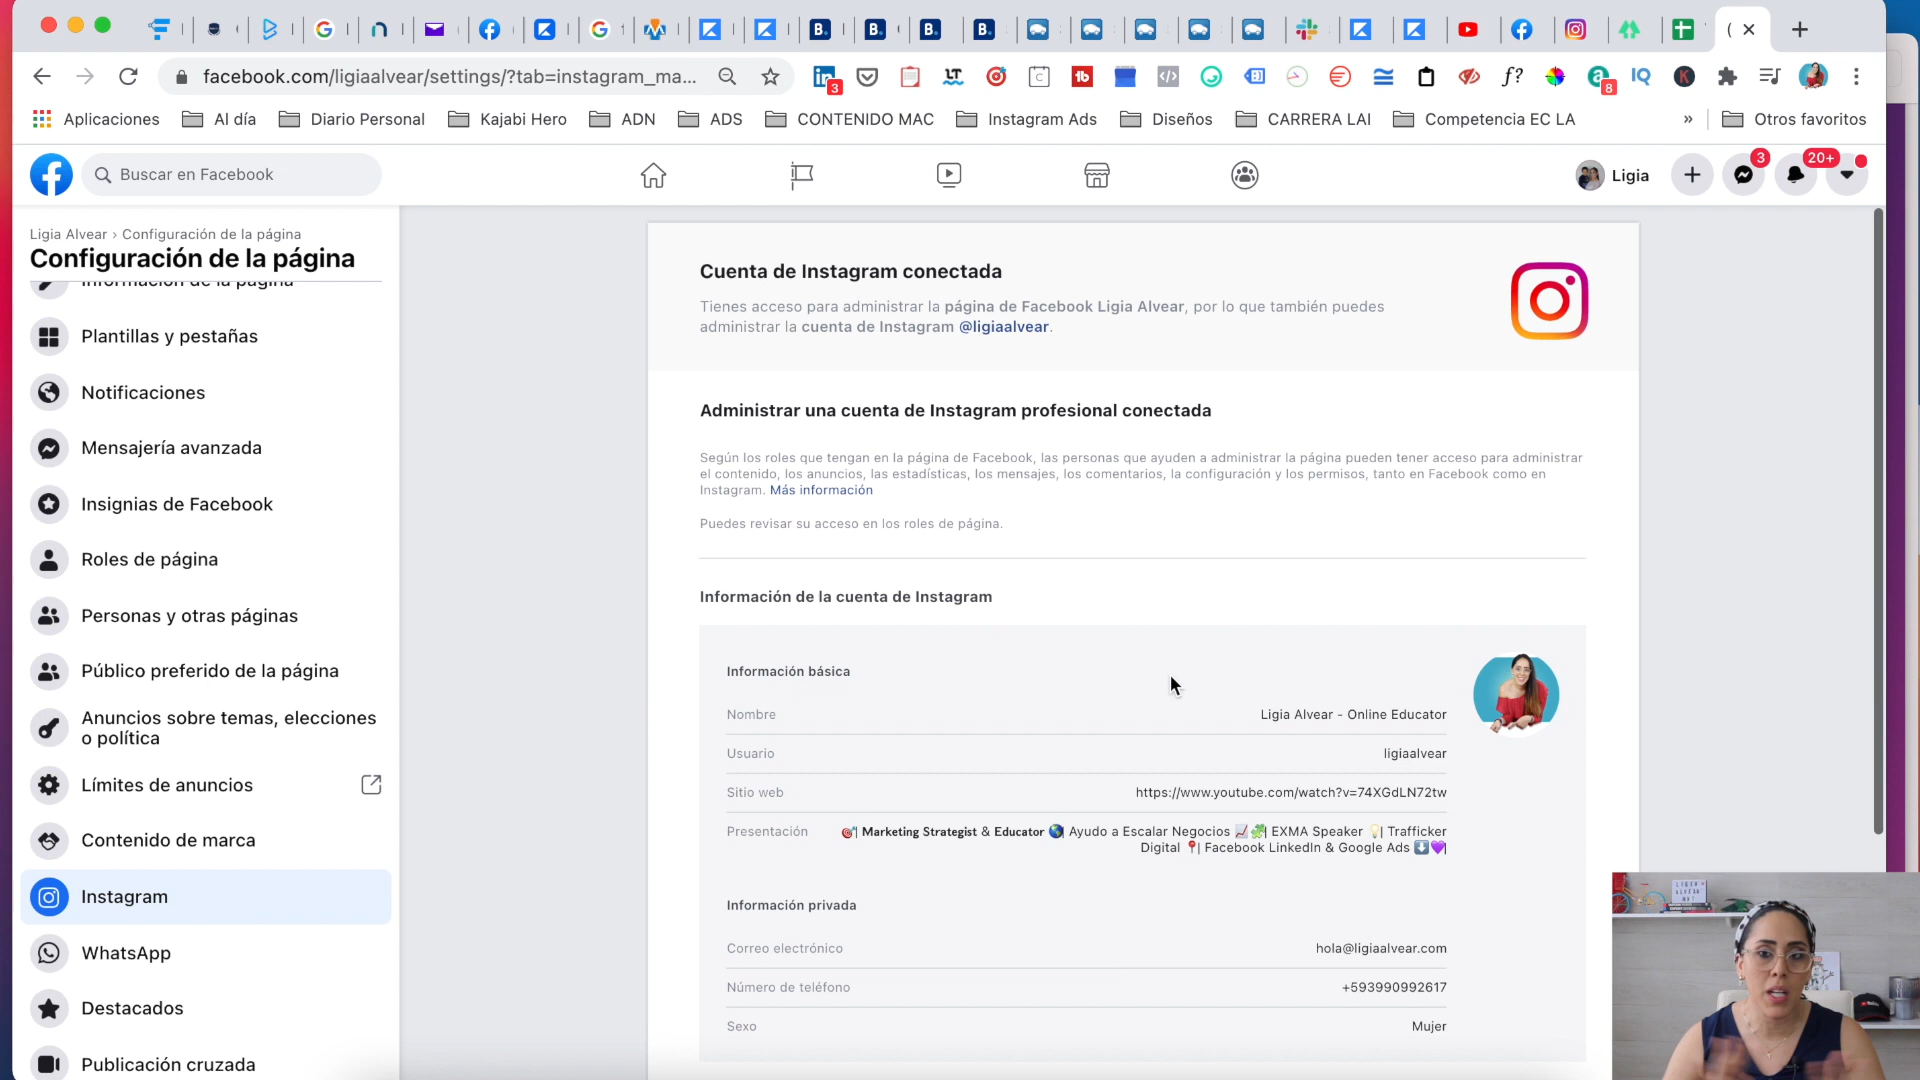 facebook.com/ligiaalvear/settings/?tab=instagram_ma...
Aplicaciones
Al día
Diario Personal
Kajabi Hero
ADN
ADS
CONTENIDO MAC
Instagram Ads
Diseños
CARRERA LAI
Competencia EC LA
»
Otros favoritos
Buscar en Facebook
Ligia
3
20+
Ligia Alvear › Configuración de la página
Configuración de la página
Información de la página
Plantillas y pestañas
Notificaciones
Mensajería avanzada
Insignias de Facebook
Roles de página
Personas y otras páginas
Público preferido de la página
Anuncios sobre temas, elecciones
o política
Límites de anuncios
Contenido de marca
Instagram
WhatsApp
Destacados
Publicación cruzada
Cuenta de Instagram conectada
Tienes acceso para administrar la página de Facebook Ligia Alvear, por lo que también puedes
administrar la cuenta de Instagram @ligiaalvear.
Administrar una cuenta de Instagram profesional conectada
Según los roles que tengan en la página de Facebook, las personas que ayuden a administrar la página pueden tener acceso para administrar
el contenido, los anuncios, las estadísticas, los mensajes, los comentarios, la configuración y los permisos, tanto en Facebook como en
Instagram. Más información
Puedes revisar su acceso en los roles de página.
Información de la cuenta de Instagram
Información básica
Nombre Ligia Alvear - Online Educator
Usuario ligiaalvear
Sitio web https://www.youtube.com/watch?v=74XGdLN72tw
Presentación 🎯| Marketing Strategist & Educator 🌎| Ayudo a Escalar Negocios 📈🧩| EXMA Speaker 💡| Trafficker
Digital 📍| Facebook LinkedIn & Google Ads ⬇️💜|
Información privada
Correo electrónico hola@ligiaalvear.com
Número de teléfono +593990992617
Sexo Mujer